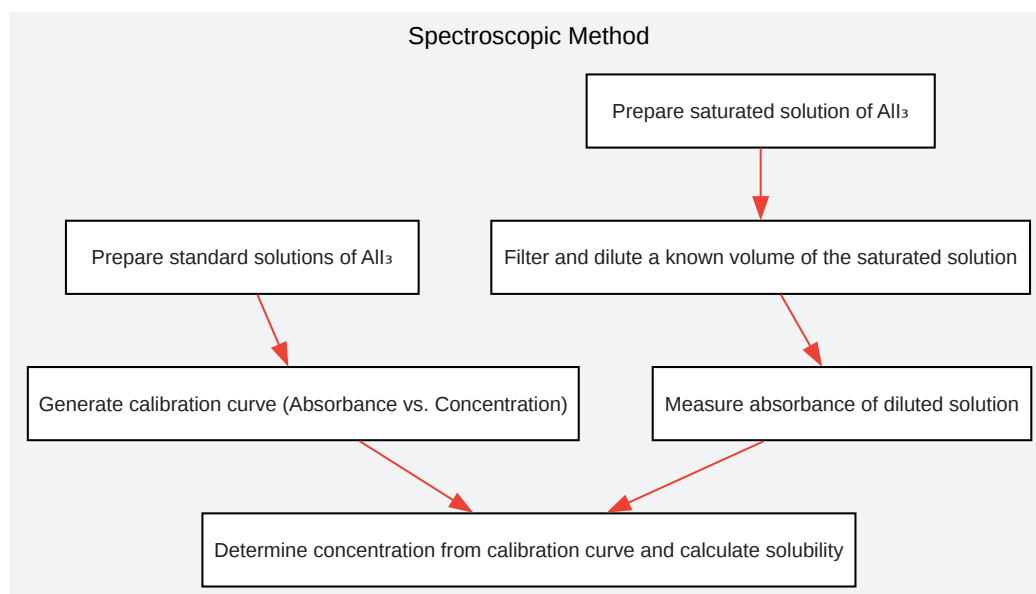 Spectroscopic Method
Prepare saturated solution of AlI₃
Prepare standard solutions of AlI₃
Filter and dilute a known volume of the saturated solution
Generate calibration curve (Absorbance vs. Concentration)
Measure absorbance of diluted solution
Determine concentration from calibration curve and calculate solubility